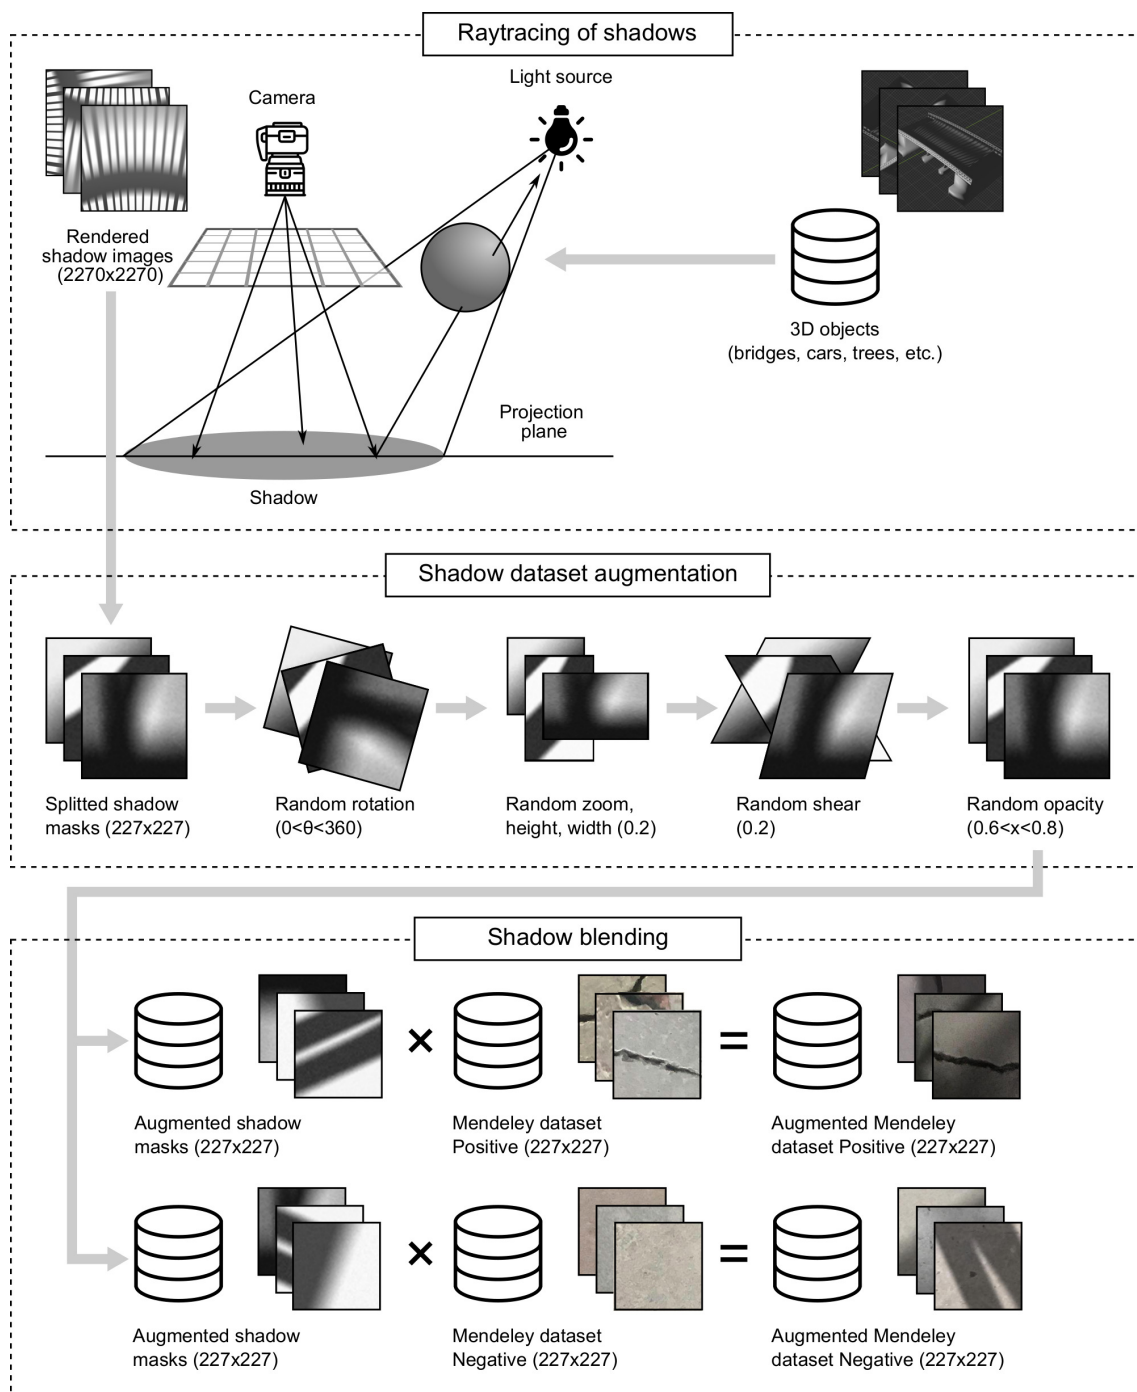 Raytracing of shadows
Light source
Camera
Rendered
shadow images
(2270x2270)
3D objects
(bridges, cars, trees, etc.)
Projection
plane
Shadow
Shadow dataset augmentation
Splitted shadow
masks (227x227)
Random rotation
(0<θ<360)
Random zoom,
height, width (0.2)
Random shear
(0.2)
Random opacity
(0.6<x<0.8)
Shadow blending
×
=
Augmented shadow
masks (227x227)
Mendeley dataset
Positive (227x227)
Augmented Mendeley
dataset Positive (227x227)
×
=
Augmented shadow
masks (227x227)
Mendeley dataset
Negative (227x227)
Augmented Mendeley
dataset Negative (227x227)